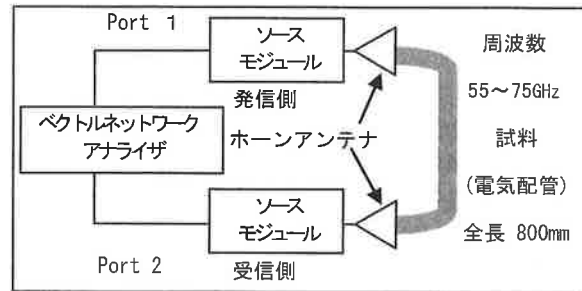 Port 1
ソース
モジュール
発信側
ベクトルネットワーク
アナライザ
ホーンアンテナ
ソース
モジュール
受信側
Port 2
周波数
55～75GHz
試料
(電気配管)
全長 800mm